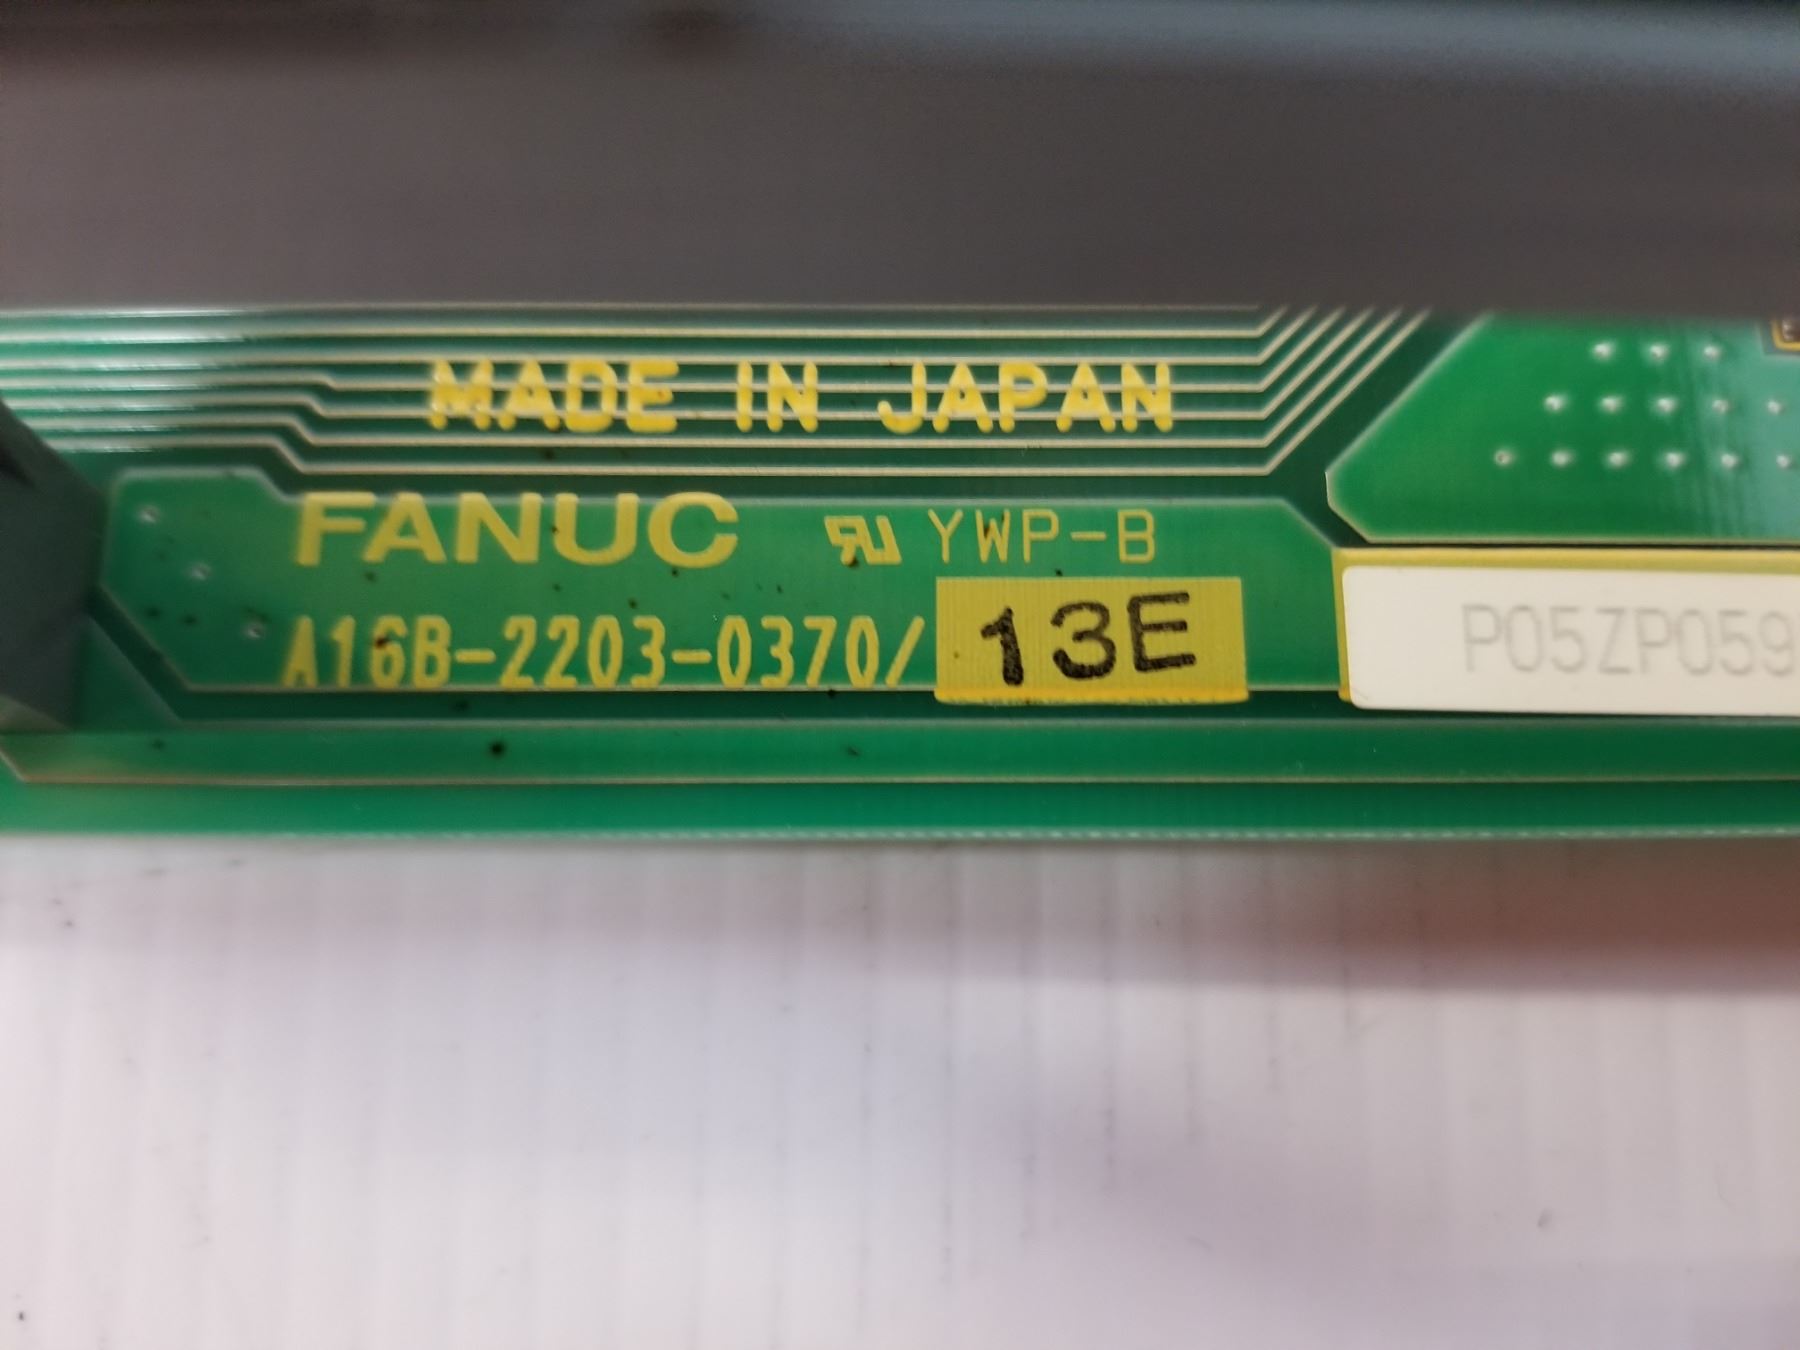 MADE IN JAPAN
FANUC YWP-B
A16B-2203-0370/ 13E
P05ZP059